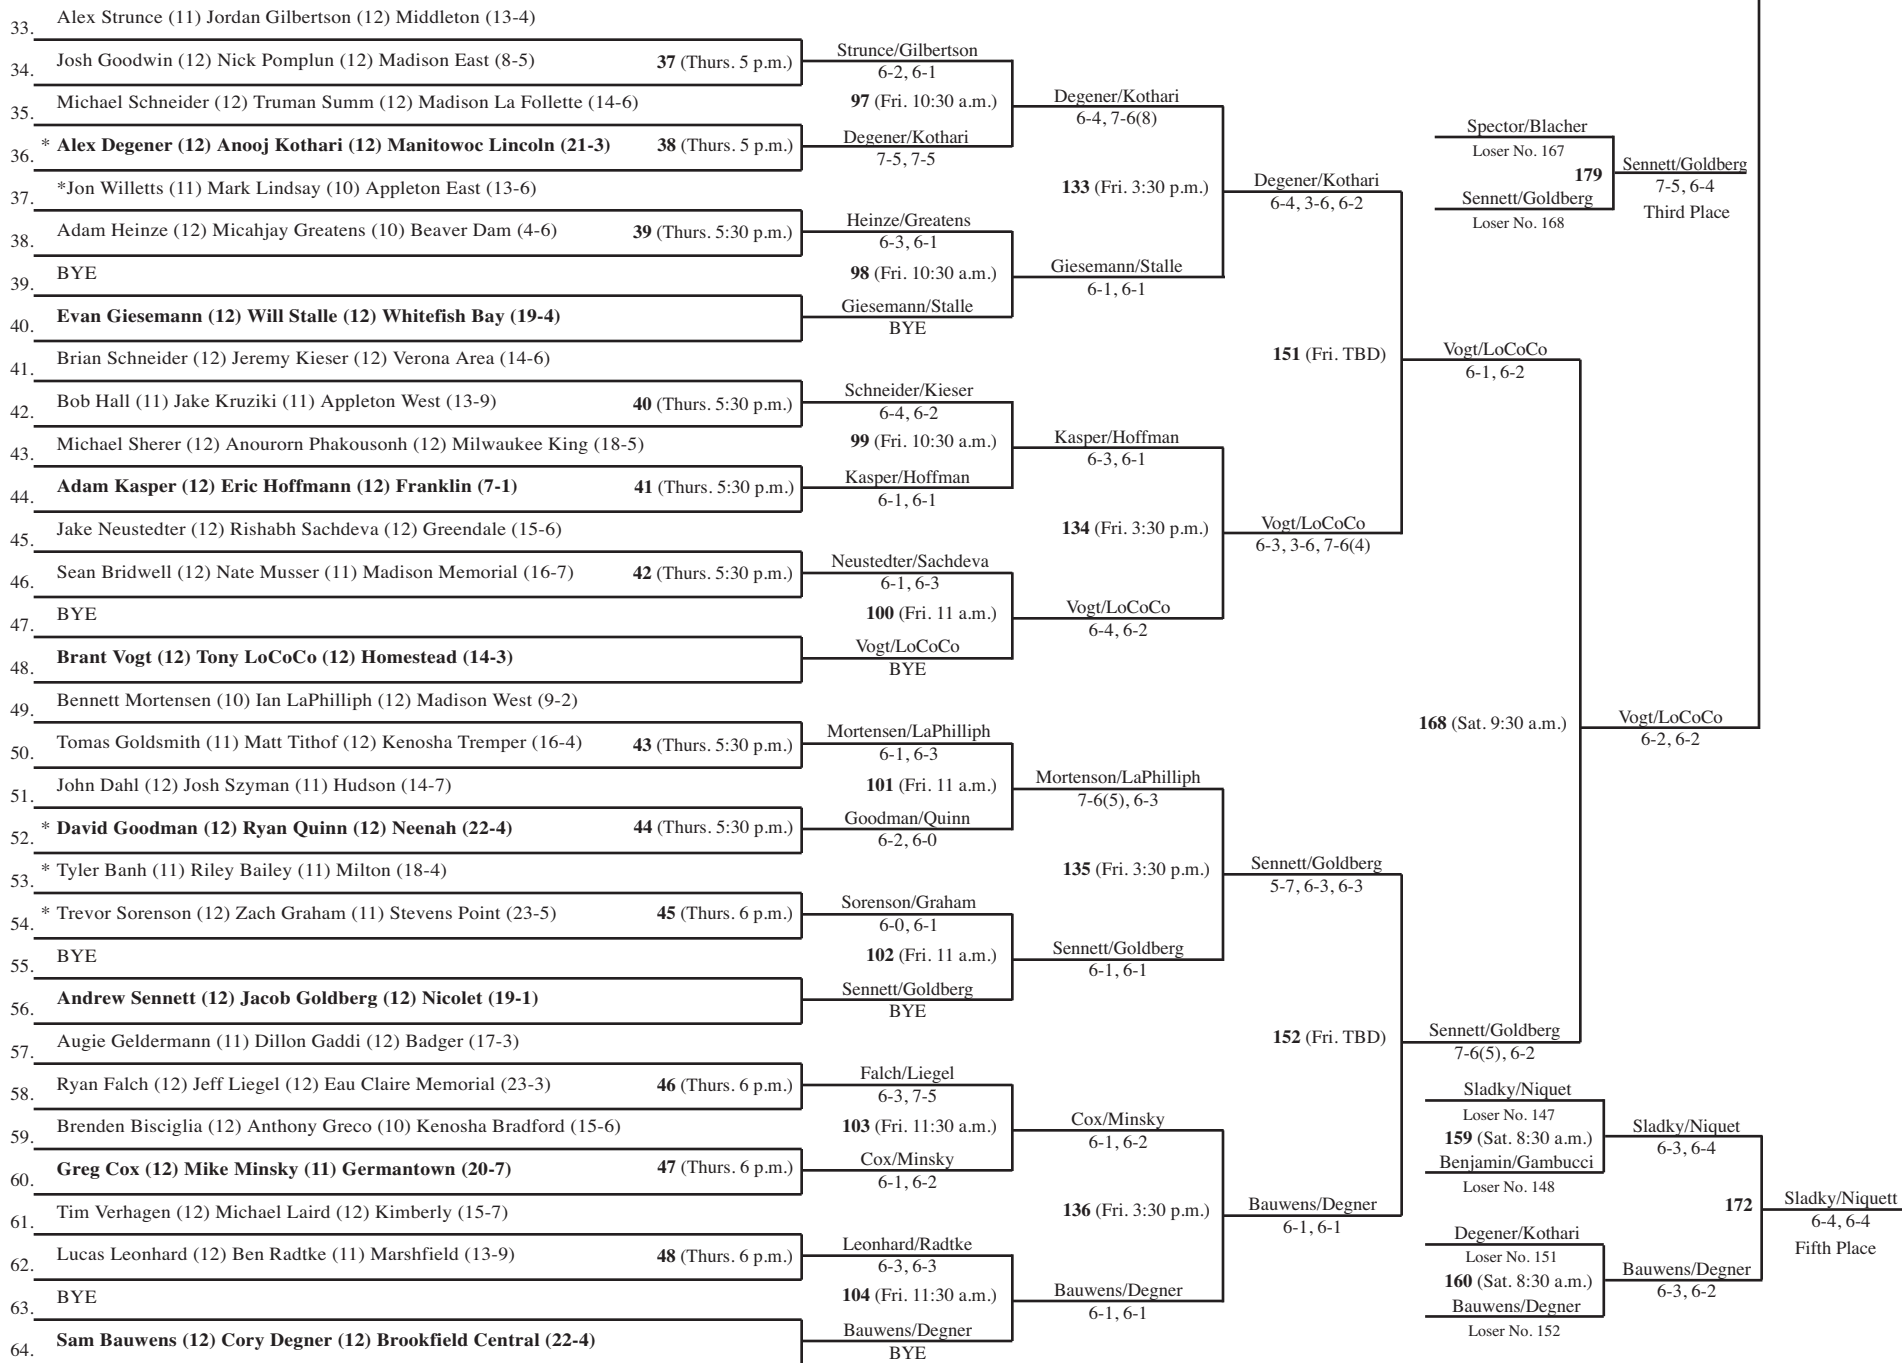 33. Alex Strunce (11) Jordan Gilbertson (12) Middleton (13-4)
34. Josh Goodwin (12) Nick Pomplun (12) Madison East (8-5) 37 (Thurs. 5 p.m.)
35. Michael Schneider (12) Truman Summ (12) Madison La Follette (14-6)
36. * Alex Degener (12) Anooj Kothari (12) Manitowoc Lincoln (21-3) 38 (Thurs. 5 p.m.)
37. *Jon Willetts (11) Mark Lindsay (10) Appleton East (13-6)
38. Adam Heinze (12) Micahjay Greatens (10) Beaver Dam (4-6) 39 (Thurs. 5:30 p.m.)
39. BYE
40. Evan Giesemann (12) Will Stalle (12) Whitefish Bay (19-4)
41. Brian Schneider (12) Jeremy Kieser (12) Verona Area (14-6)
42. Bob Hall (11) Jake Kruziki (11) Appleton West (13-9) 40 (Thurs. 5:30 p.m.)
43. Michael Sherer (12) Anourorn Phakousonh (12) Milwaukee King (18-5)
44. Adam Kasper (12) Eric Hoffmann (12) Franklin (7-1) 41 (Thurs. 5:30 p.m.)
45. Jake Neustedter (12) Rishabh Sachdeva (12) Greendale (15-6)
46. Sean Bridwell (12) Nate Musser (11) Madison Memorial (16-7) 42 (Thurs. 5:30 p.m.)
47. BYE
48. Brant Vogt (12) Tony LoCoCo (12) Homestead (14-3)
49. Bennett Mortensen (10) Ian LaPhilliph (12) Madison West (9-2)
50. Tomas Goldsmith (11) Matt Tithof (12) Kenosha Tremper (16-4) 43 (Thurs. 5:30 p.m.)
51. John Dahl (12) Josh Szyman (11) Hudson (14-7)
52. * David Goodman (12) Ryan Quinn (12) Neenah (22-4) 44 (Thurs. 5:30 p.m.)
53. * Tyler Banh (11) Riley Bailey (11) Milton (18-4)
54. * Trevor Sorenson (12) Zach Graham (11) Stevens Point (23-5) 45 (Thurs. 6 p.m.)
55. BYE
56. Andrew Sennett (12) Jacob Goldberg (12) Nicolet (19-1)
57. Augie Geldermann (11) Dillon Gaddi (12) Badger (17-3)
58. Ryan Falch (12) Jeff Liegel (12) Eau Claire Memorial (23-3) 46 (Thurs. 6 p.m.)
59. Brenden Bisciglia (12) Anthony Greco (10) Kenosha Bradford (15-6)
60. Greg Cox (12) Mike Minsky (11) Germantown (20-7) 47 (Thurs. 6 p.m.)
61. Tim Verhagen (12) Michael Laird (12) Kimberly (15-7)
62. Lucas Leonhard (12) Ben Radtke (11) Marshfield (13-9) 48 (Thurs. 6 p.m.)
63. BYE
64. Sam Bauwens (12) Cory Degner (12) Brookfield Central (22-4)
Strunce/Gilbertson
6-2, 6-1
97 (Fri. 10:30 a.m.)
Degener/Kothari
7-5, 7-5
Heinze/Greatens
6-3, 6-1
98 (Fri. 10:30 a.m.)
Giesemann/Stalle
BYE
Schneider/Kieser
6-4, 6-2
99 (Fri. 10:30 a.m.)
Kasper/Hoffman
6-1, 6-1
Neustedter/Sachdeva
6-1, 6-3
100 (Fri. 11 a.m.)
Vogt/LoCoCo
BYE
Mortensen/LaPhilliph
6-1, 6-3
101 (Fri. 11 a.m.)
Goodman/Quinn
6-2, 6-0
Sorenson/Graham
6-0, 6-1
102 (Fri. 11 a.m.)
Sennett/Goldberg
BYE
Falch/Liegel
6-3, 7-5
103 (Fri. 11:30 a.m.)
Cox/Minsky
6-1, 6-2
Leonhard/Radtke
6-3, 6-3
104 (Fri. 11:30 a.m.)
Bauwens/Degner
BYE
Degener/Kothari
6-4, 7-6(8)
133 (Fri. 3:30 p.m.)
Giesemann/Stalle
6-1, 6-1
Kasper/Hoffman
6-3, 6-1
134 (Fri. 3:30 p.m.)
Vogt/LoCoCo
6-4, 6-2
Mortenson/LaPhilliph
7-6(5), 6-3
135 (Fri. 3:30 p.m.)
Sennett/Goldberg
6-1, 6-1
Cox/Minsky
6-1, 6-2
136 (Fri. 3:30 p.m.)
Bauwens/Degner
6-1, 6-1
Degener/Kothari
6-4, 3-6, 6-2
151 (Fri. TBD)
Vogt/LoCoCo
6-3, 3-6, 7-6(4)
Sennett/Goldberg
5-7, 6-3, 6-3
152 (Fri. TBD)
Bauwens/Degner
6-1, 6-1
Vogt/LoCoCo
6-1, 6-2
168 (Sat. 9:30 a.m.)
Sennett/Goldberg
7-6(5), 6-2
Vogt/LoCoCo
6-2, 6-2
Spector/Blacher
Loser No. 167
179
Sennett/Goldberg
Loser No. 168
Sennett/Goldberg
7-5, 6-4
Third Place
Sladky/Niquet
Loser No. 147
159 (Sat. 8:30 a.m.)
Benjamin/Gambucci
Loser No. 148
Sladky/Niquet
6-3, 6-4
172
Degener/Kothari
Loser No. 151
160 (Sat. 8:30 a.m.)
Bauwens/Degner
Loser No. 152
Bauwens/Degner
6-3, 6-2
Sladky/Niquett
6-4, 6-4
Fifth Place